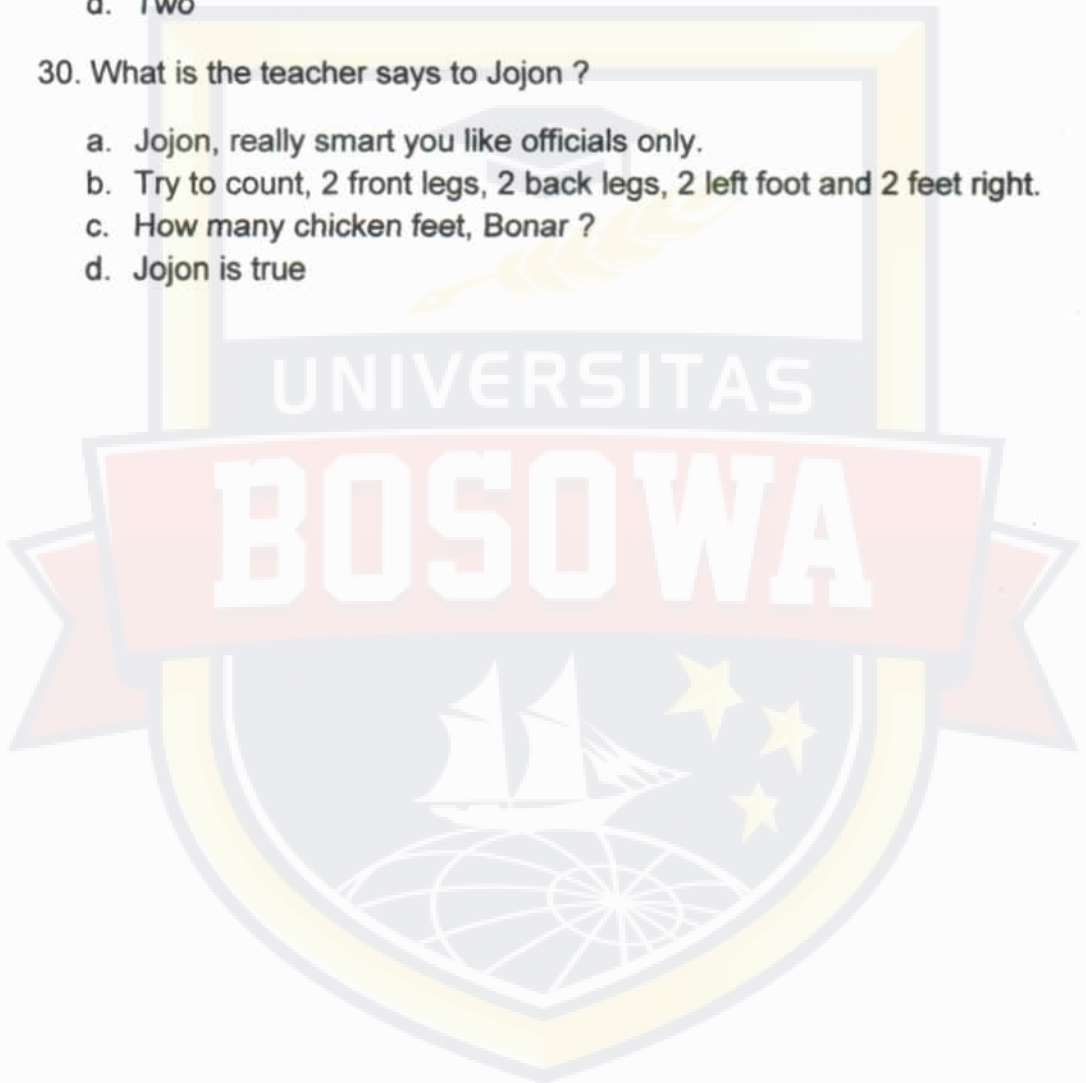 d. Two
30. What is the teacher says to Jojon ?
a. Jojon, really smart you like officials only.
b. Try to count, 2 front legs, 2 back legs, 2 left foot and 2 feet right.
c. How many chicken feet, Bonar ?
d. Jojon is true
UNIVERSITAS
BOSOWA